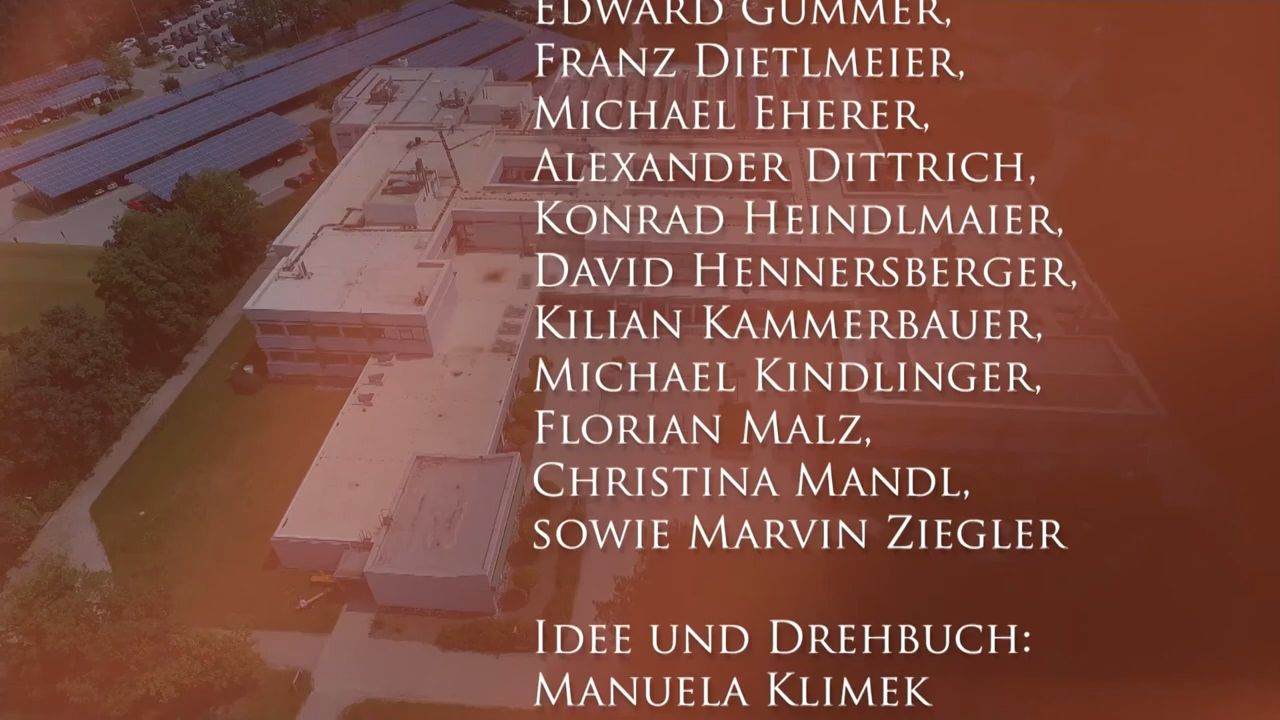 EDWARD GUMMER,
FRANZ DIETLMEIER,
MICHAEL EHERER,
ALEXANDER DITTRICH,
KONRAD HEINDLMAIER,
DAVID HENNERSBERGER,
KILIAN KAMMERBAUER,
MICHAEL KINDLINGER,
FLORIAN MALZ,
CHRISTINA MANDL,
SOWIE MARVIN ZIEGLER
IDEE UND DREHBUCH:
MANUELA KLIMEK